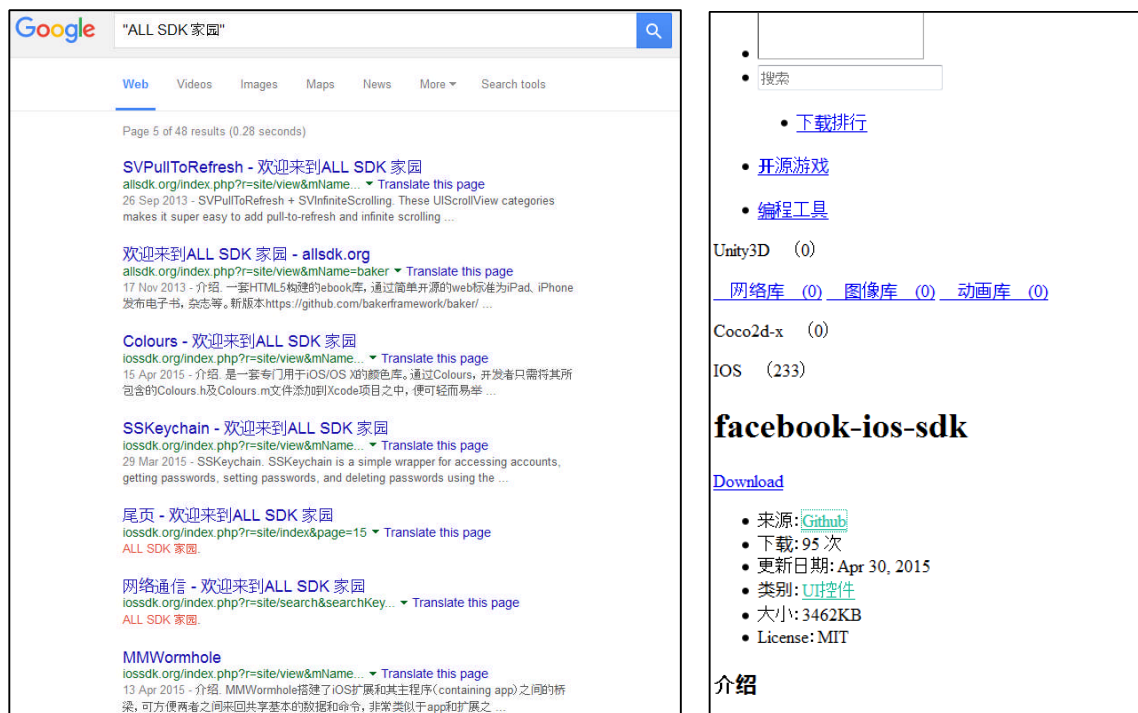 Google
"ALL SDK 家园"
Web Videos Images Maps News More Search tools
Page 5 of 48 results (0.28 seconds)
SVPullToRefresh - 欢迎来到ALL SDK 家园
allsdk.org/index.php?r=site/view&mName... Translate this page
26 Sep 2013 - SVPullToRefresh + SVInfiniteScrolling. These UIScrollView categories
makes it super easy to add pull-to-refresh and infinite scrolling ...
欢迎来到ALL SDK 家园 - allsdk.org
allsdk.org/index.php?r=site/view&mName=baker Translate this page
17 Nov 2013 - 介绍. 一套HTML5构建的ebook库, 通过简单开源的web标准为iPad、iPhone
发布电子书, 杂志等。新版本https://github.com/bakerframework/baker/ ...
Colours - 欢迎来到ALL SDK 家园
iossdk.org/index.php?r=site/view&mName... Translate this page
15 Apr 2015 - 介绍. 是一套专门用于iOS/OS X的颜色库。通过Colours, 开发者只需将其所
包含的Colours.h及Colours.m文件添加到Xcode项目之中, 便可轻而易举 ...
SSKeychain - 欢迎来到ALL SDK 家园
iossdk.org/index.php?r=site/view&mName... Translate this page
29 Mar 2015 - SSKeychain. SSKeychain is a simple wrapper for accessing accounts,
getting passwords, setting passwords, and deleting passwords using the ...
尾页 - 欢迎来到ALL SDK 家园
iossdk.org/index.php?r=site/index&page=15 Translate this page
ALL SDK 家园.
网络通信 - 欢迎来到ALL SDK 家园
iossdk.org/index.php?r=site/search&searchKey... Translate this page
ALL SDK 家园.
MMWormhole
iossdk.org/index.php?r=site/view&mName... Translate this page
13 Apr 2015 - 介绍. MMWormhole搭建了iOS扩展和其主程序(containing app)之间的桥
梁, 可方便两者之间来回共享基本的数据和命令, 非常类似于app和扩展之 ...
搜索
下载排行
开源游戏
编程工具
Unity3D （0）
网络库 (0) 图像库 (0) 动画库 (0)
Coco2d-x （0）
IOS （233）
facebook-ios-sdk
Download
来源: Github
下载: 95 次
更新日期: Apr 30, 2015
类别: UI控件
大小: 3462KB
License: MIT
介绍